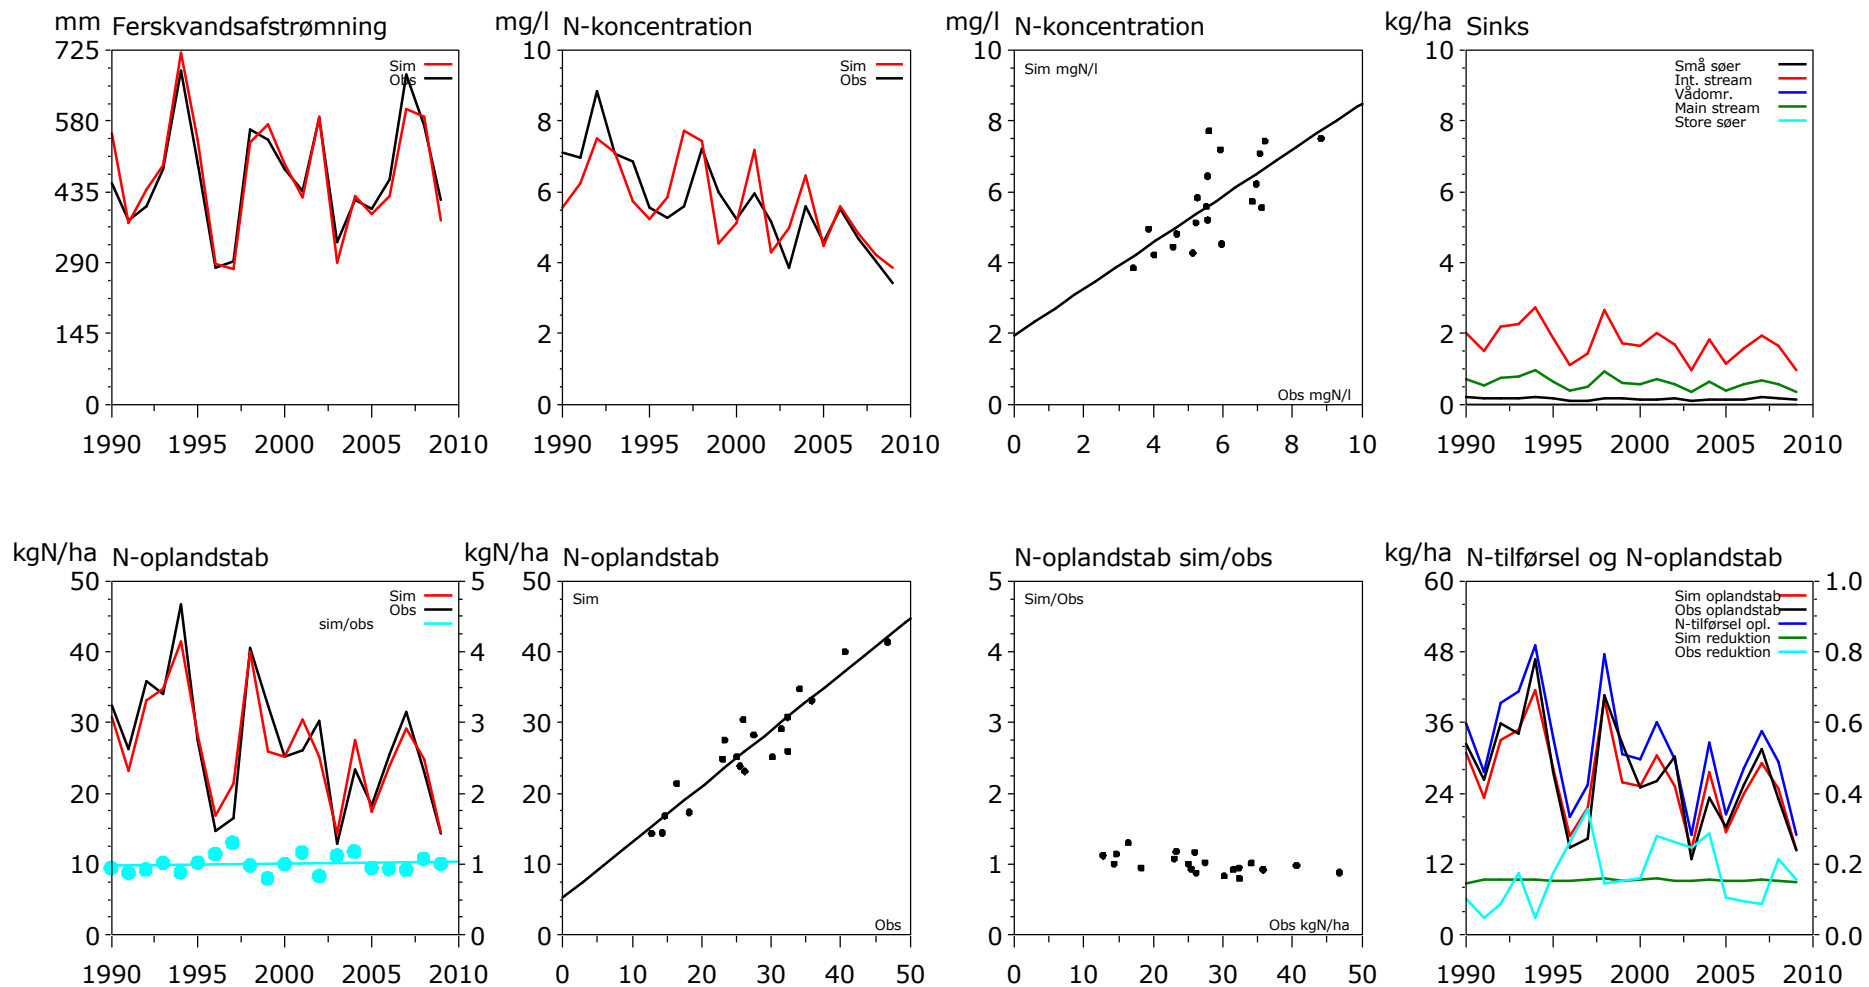 mm Ferskvandsafstrømning
725
580
435
290
145
0
Sim
Obs
1990 1995 2000 2005 2010
mg/l N-koncentration
10
8
6
4
2
0
Sim
Obs
1990 1995 2000 2005 2010
mg/l N-koncentration
10
8
6
4
2
0
Sim mgN/l
Obs mgN/l
0 2 4 6 8 10
kg/ha Sinks
10
8
6
4
2
0
Små søer
Int. stream
Vådomr.
Main stream
Store søer
1990 1995 2000 2005 2010
kgN/ha N-oplandstab
50
40
30
20
10
0
Sim
Obs
sim/obs
5
4
3
2
1
0
1990 1995 2000 2005 2010
kgN/ha N-oplandstab
50
40
30
20
10
0
Sim
Obs
0 10 20 30 40 50
N-oplandstab sim/obs
5
4
3
2
1
0
Sim/Obs
Obs kgN/ha
0 10 20 30 40 50
kg/ha N-tilførsel og N-oplandstab
60
48
36
24
12
0
Sim oplandstab
Obs oplandstab
N-tilførsel opl.
Sim reduktion
Obs reduktion
1.0
0.8
0.6
0.4
0.2
0.0
1990 1995 2000 2005 2010